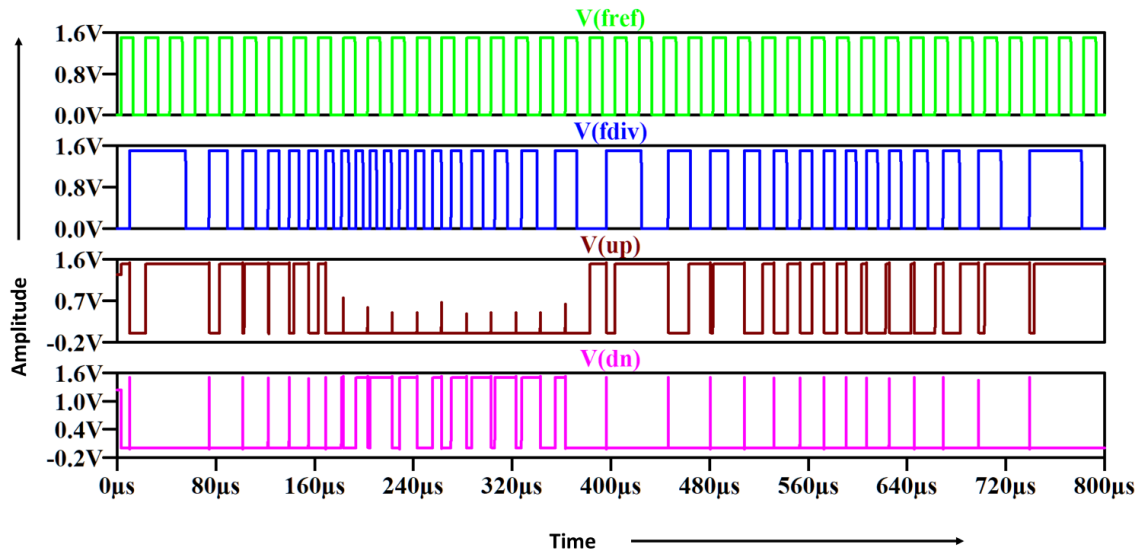 V(fref)
1.6V
0.8V
0.0V
V(fdiv)
1.6V
0.8V
0.0V
V(up)
1.6V
0.7V
-0.2V
V(dn)
1.6V
1.0V
0.4V
-0.2V
0µs 80µs 160µs 240µs 320µs 400µs 480µs 560µs 640µs 720µs 800µs
Amplitude
Time